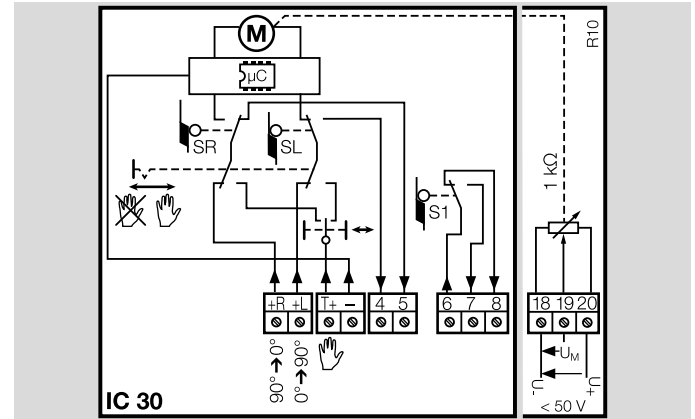 M
R10
µC
SR
SL
1 kΩ
S1
+R +L T+ – 4 5 6 7 8 18 19 20
90° → 0°
0° → 90°
UM
U-
U+
< 50 V
IC 30